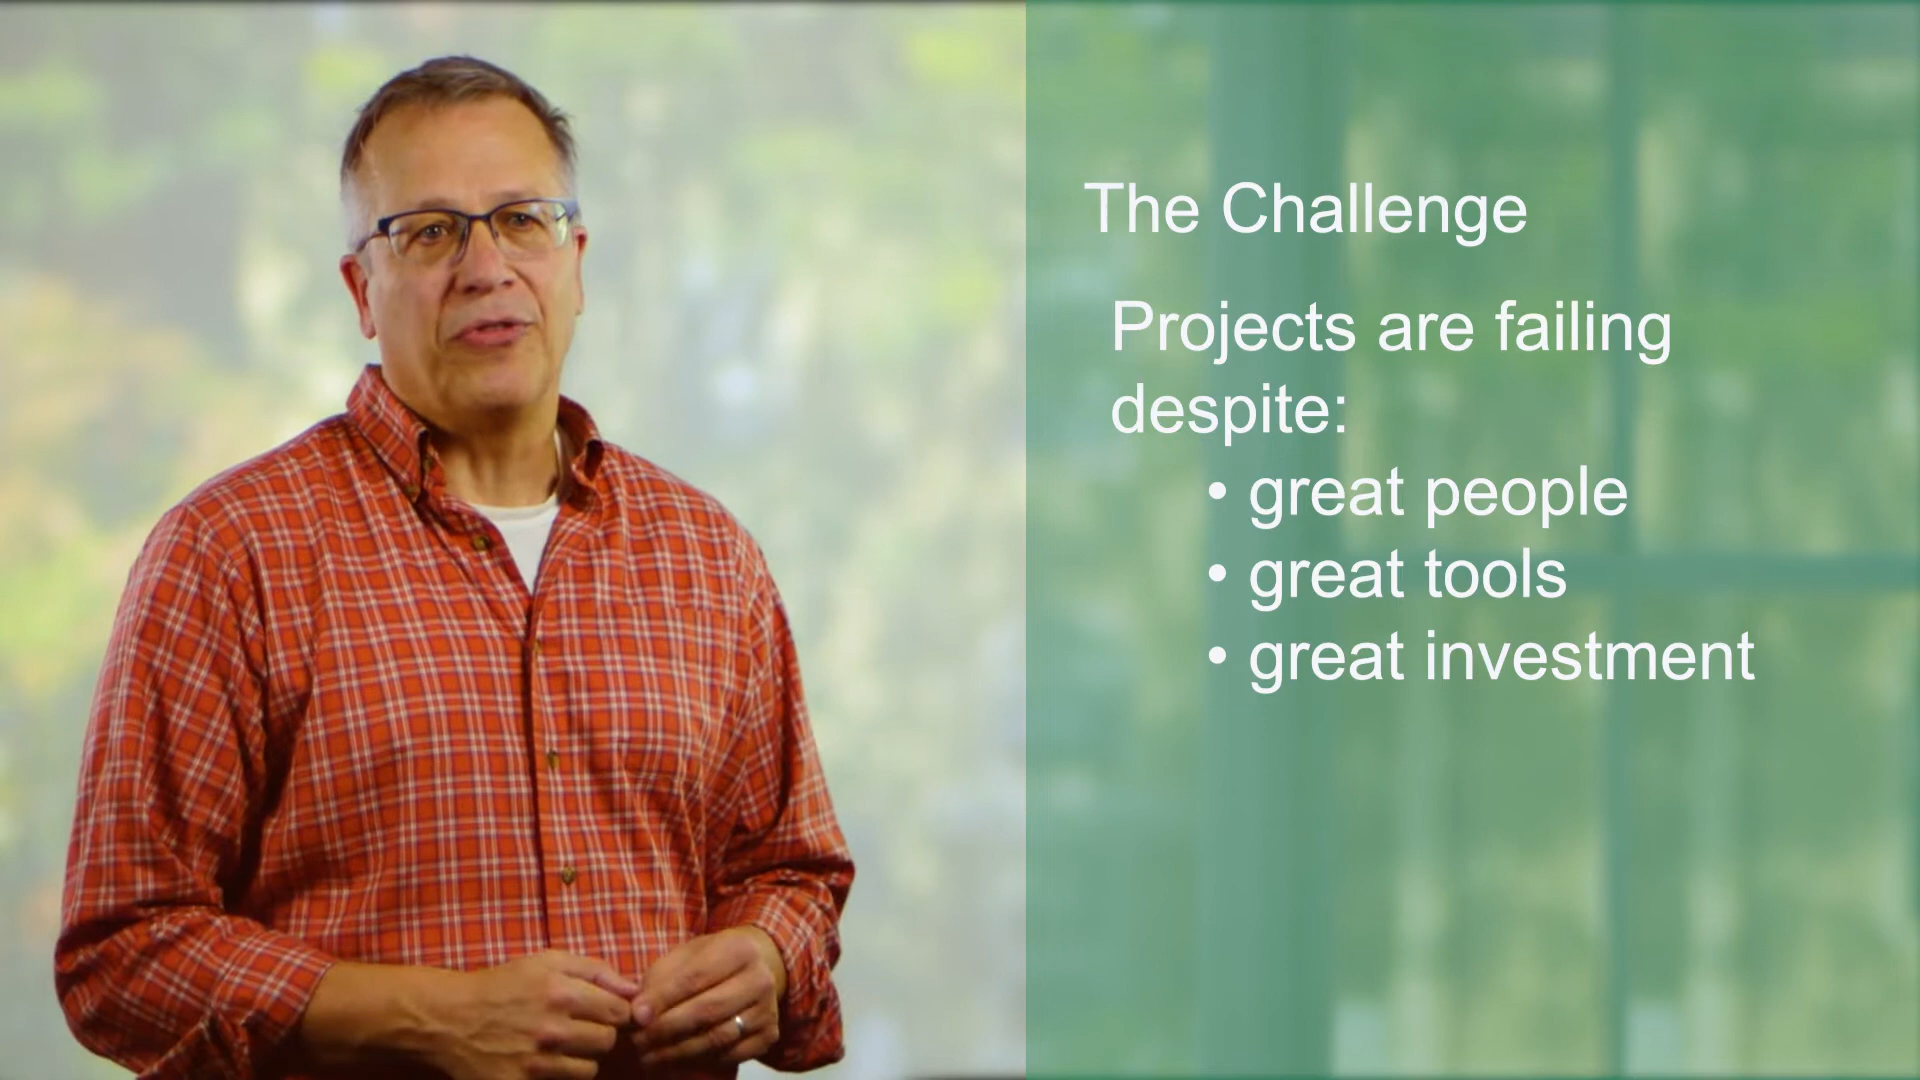 The Challenge
Projects are failing
despite:
• great people
• great tools
• great investment